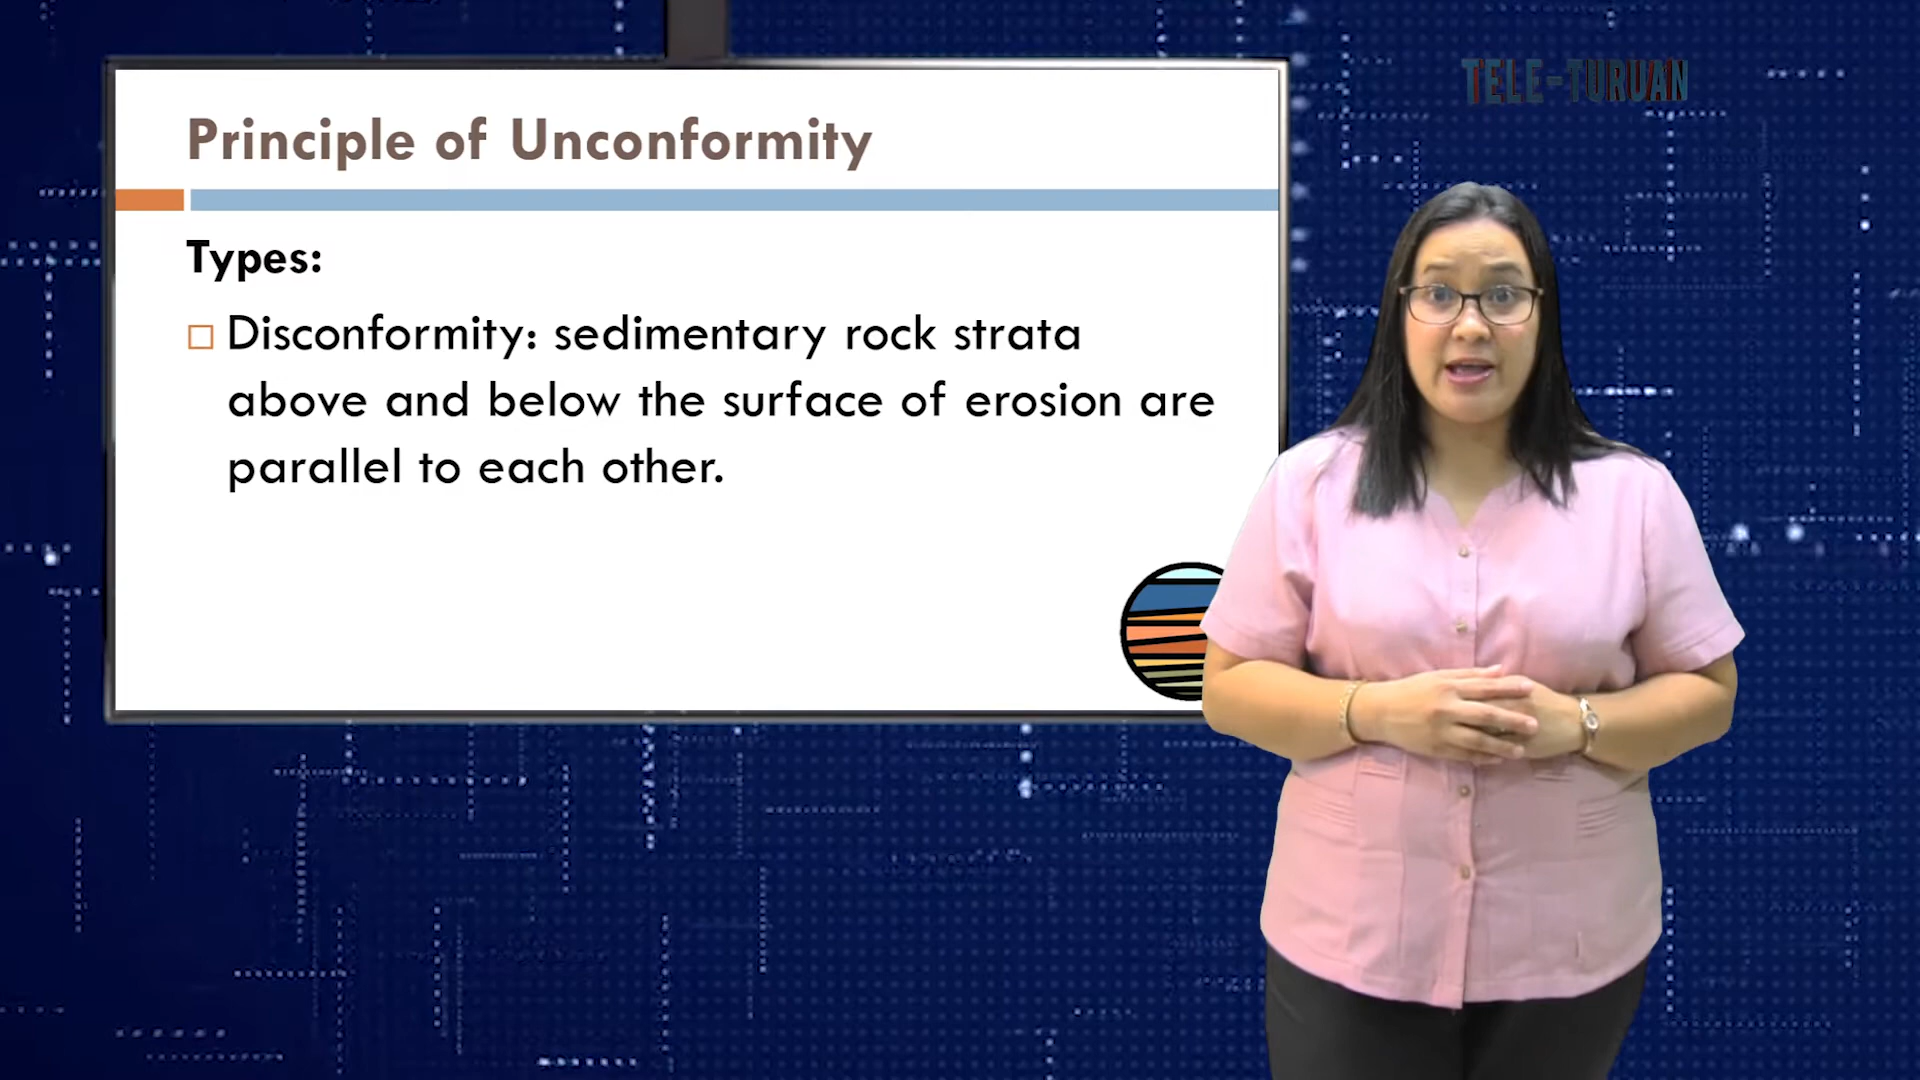 TELE-TURUAN
Principle of Unconformity
Types:
Disconformity: sedimentary rock strata
above and below the surface of erosion are
parallel to each other.